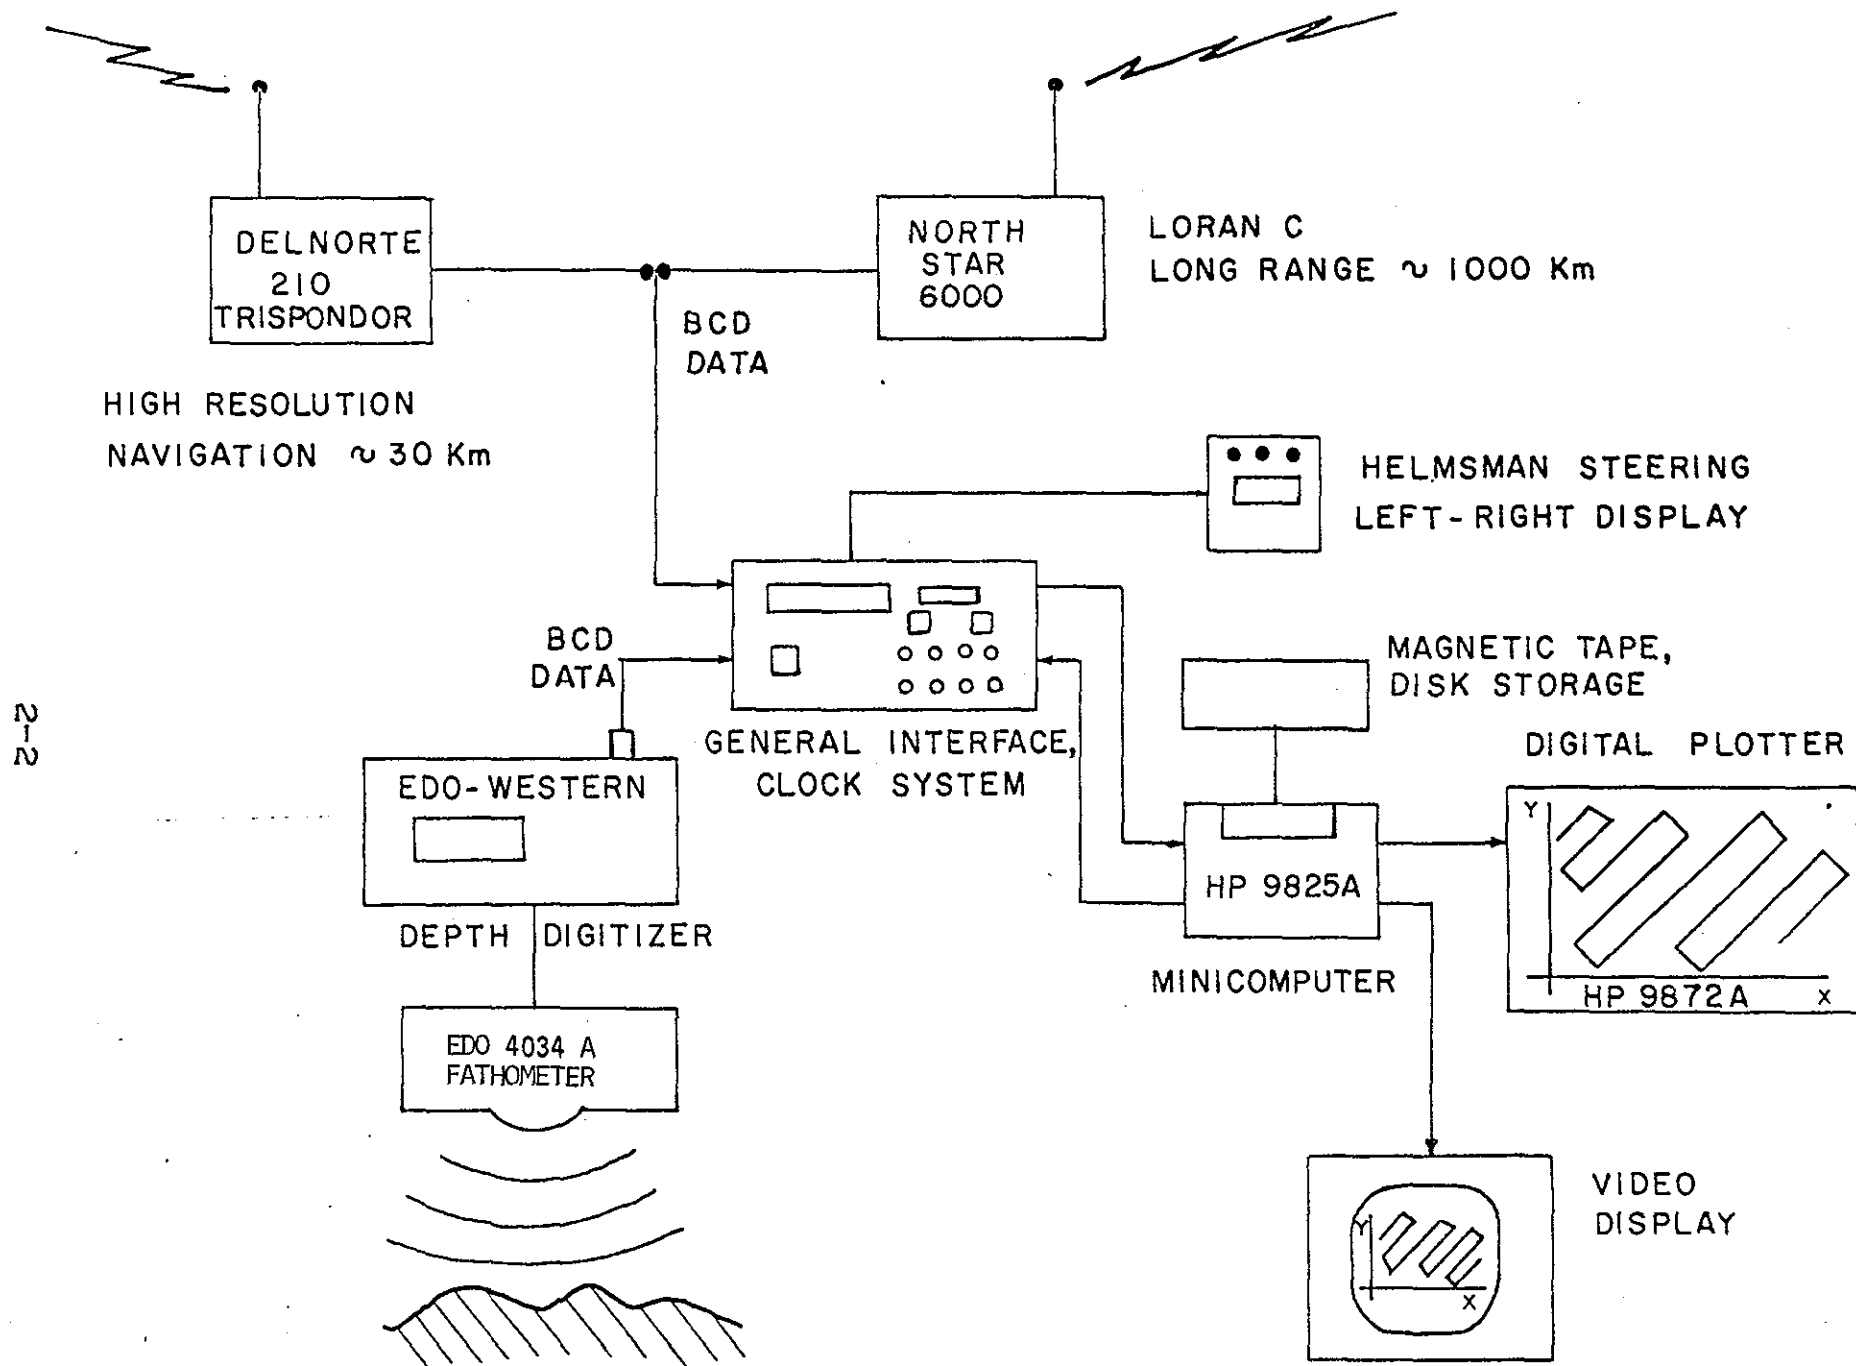 DELNORTE
210
TRISPONDOR
NORTH
STAR
6000
LORAN C
LONG RANGE ~ 1000 Km
BCD
DATA
HIGH RESOLUTION
NAVIGATION ~ 30 Km
HELMSMAN STEERING
LEFT-RIGHT DISPLAY
BCD
DATA
GENERAL INTERFACE,
CLOCK SYSTEM
MAGNETIC TAPE,
DISK STORAGE
2-2
EDO-WESTERN
DEPTH DIGITIZER
HP 9825A
MINICOMPUTER
DIGITAL PLOTTER
Y
HP 9872A
X
EDO 4034 A
FATHOMETER
VIDEO
DISPLAY
Y
X